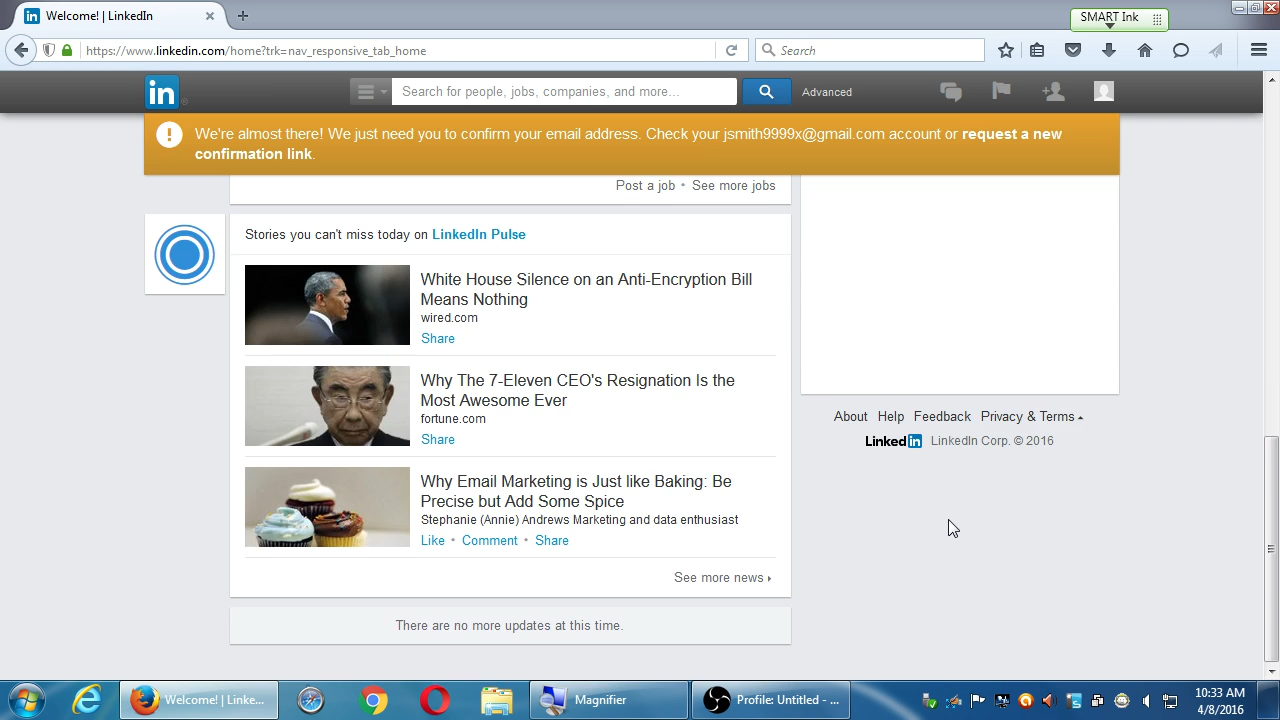 Welcome! | LinkedIn
SMART Ink
https://www.linkedin.com/home?trk=nav_responsive_tab_home
Search
in
Search for people, jobs, companies, and more...
Advanced
We're almost there! We just need you to confirm your email address. Check your jsmith9999x@gmail.com account or request a new
confirmation link.
Post a job • See more jobs
Stories you can't miss today on LinkedIn Pulse
White House Silence on an Anti-Encryption Bill
Means Nothing
wired.com
Share
Why The 7-Eleven CEO's Resignation Is the
Most Awesome Ever
fortune.com
Share
Why Email Marketing is Just like Baking: Be
Precise but Add Some Spice
Stephanie (Annie) Andrews Marketing and data enthusiast
Like • Comment • Share
See more news
There are no more updates at this time.
About Help Feedback Privacy & Terms
Linked in LinkedIn Corp. © 2016
Welcome! | Linke...
Magnifier
Profile: Untitled - ...
10:33 AM
4/8/2016